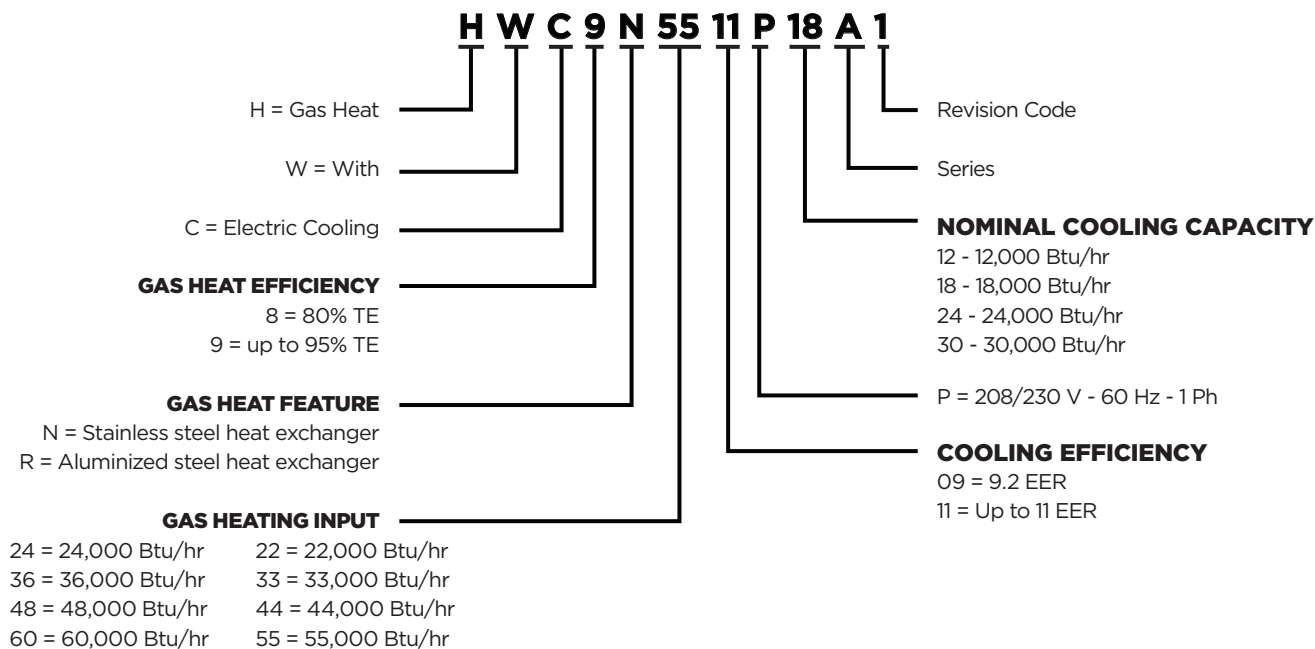 H W C 9 N 55 11 P 18 A 1
H = Gas Heat
W = With
C = Electric Cooling
GAS HEAT EFFICIENCY
8 = 80% TE
9 = up to 95% TE
GAS HEAT FEATURE
N = Stainless steel heat exchanger
R = Aluminized steel heat exchanger
GAS HEATING INPUT
24 = 24,000 Btu/hr 22 = 22,000 Btu/hr
36 = 36,000 Btu/hr 33 = 33,000 Btu/hr
48 = 48,000 Btu/hr 44 = 44,000 Btu/hr
60 = 60,000 Btu/hr 55 = 55,000 Btu/hr
Revision Code
Series
NOMINAL COOLING CAPACITY
12 - 12,000 Btu/hr
18 - 18,000 Btu/hr
24 - 24,000 Btu/hr
30 - 30,000 Btu/hr
P = 208/230 V - 60 Hz - 1 Ph
COOLING EFFICIENCY
09 = 9.2 EER
11 = Up to 11 EER